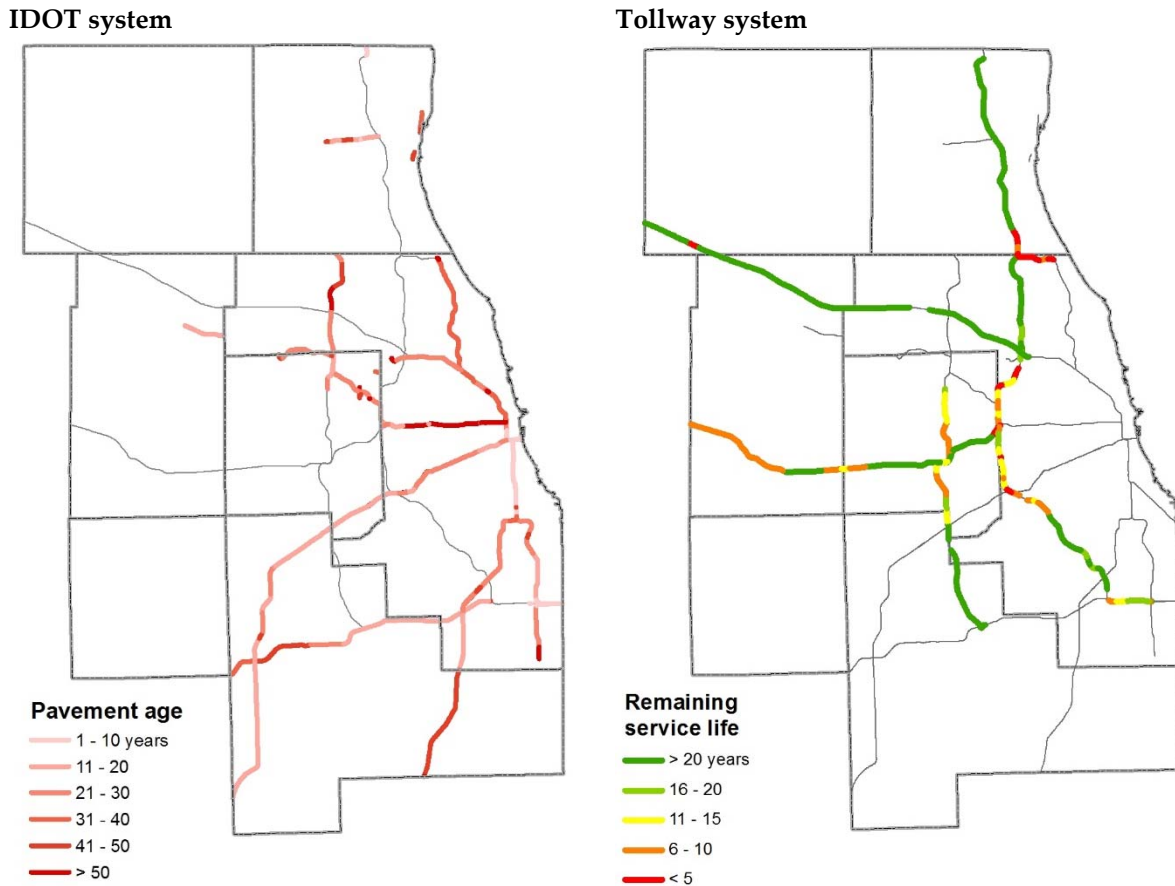 IDOT system
Tollway system
Pavement age
1 - 10 years
11 - 20
21 - 30
31 - 40
41 - 50
> 50
Remaining
service life
> 20 years
16 - 20
11 - 15
6 - 10
< 5